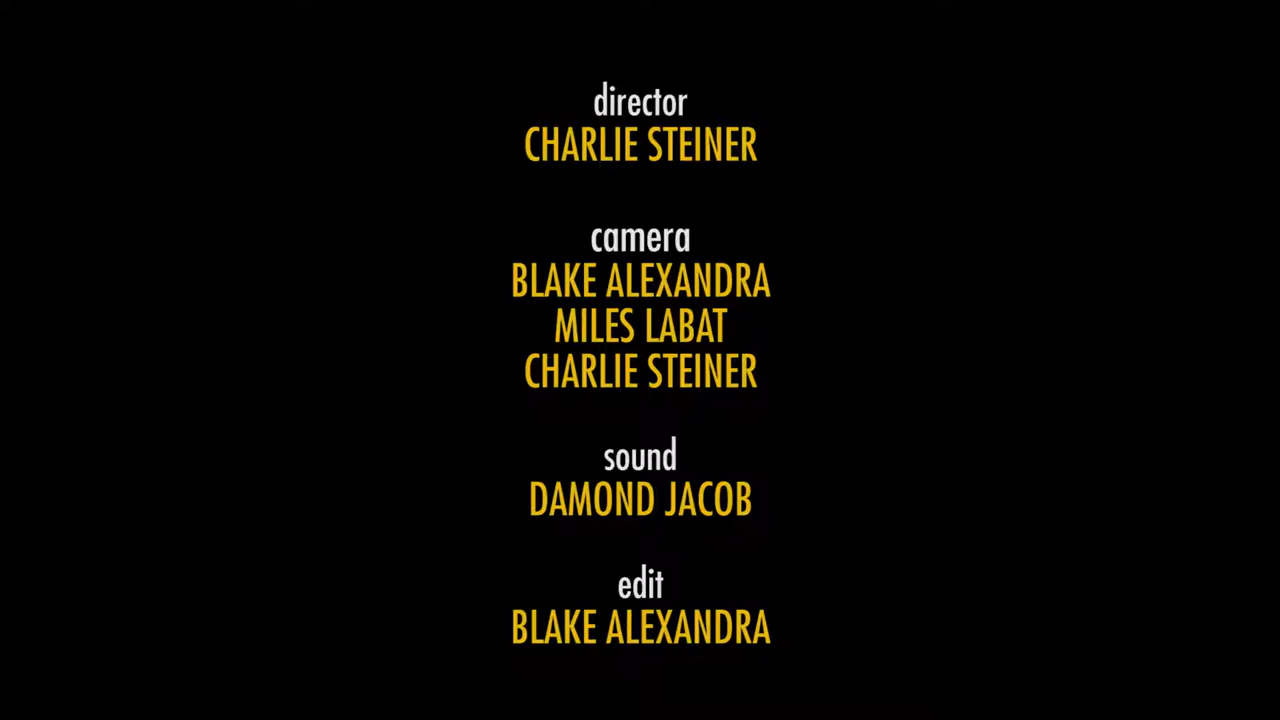 director
CHARLIE STEINER
camera
BLAKE ALEXANDRA
MILES LABAT
CHARLIE STEINER
sound
DAMOND JACOB
edit
BLAKE ALEXANDRA